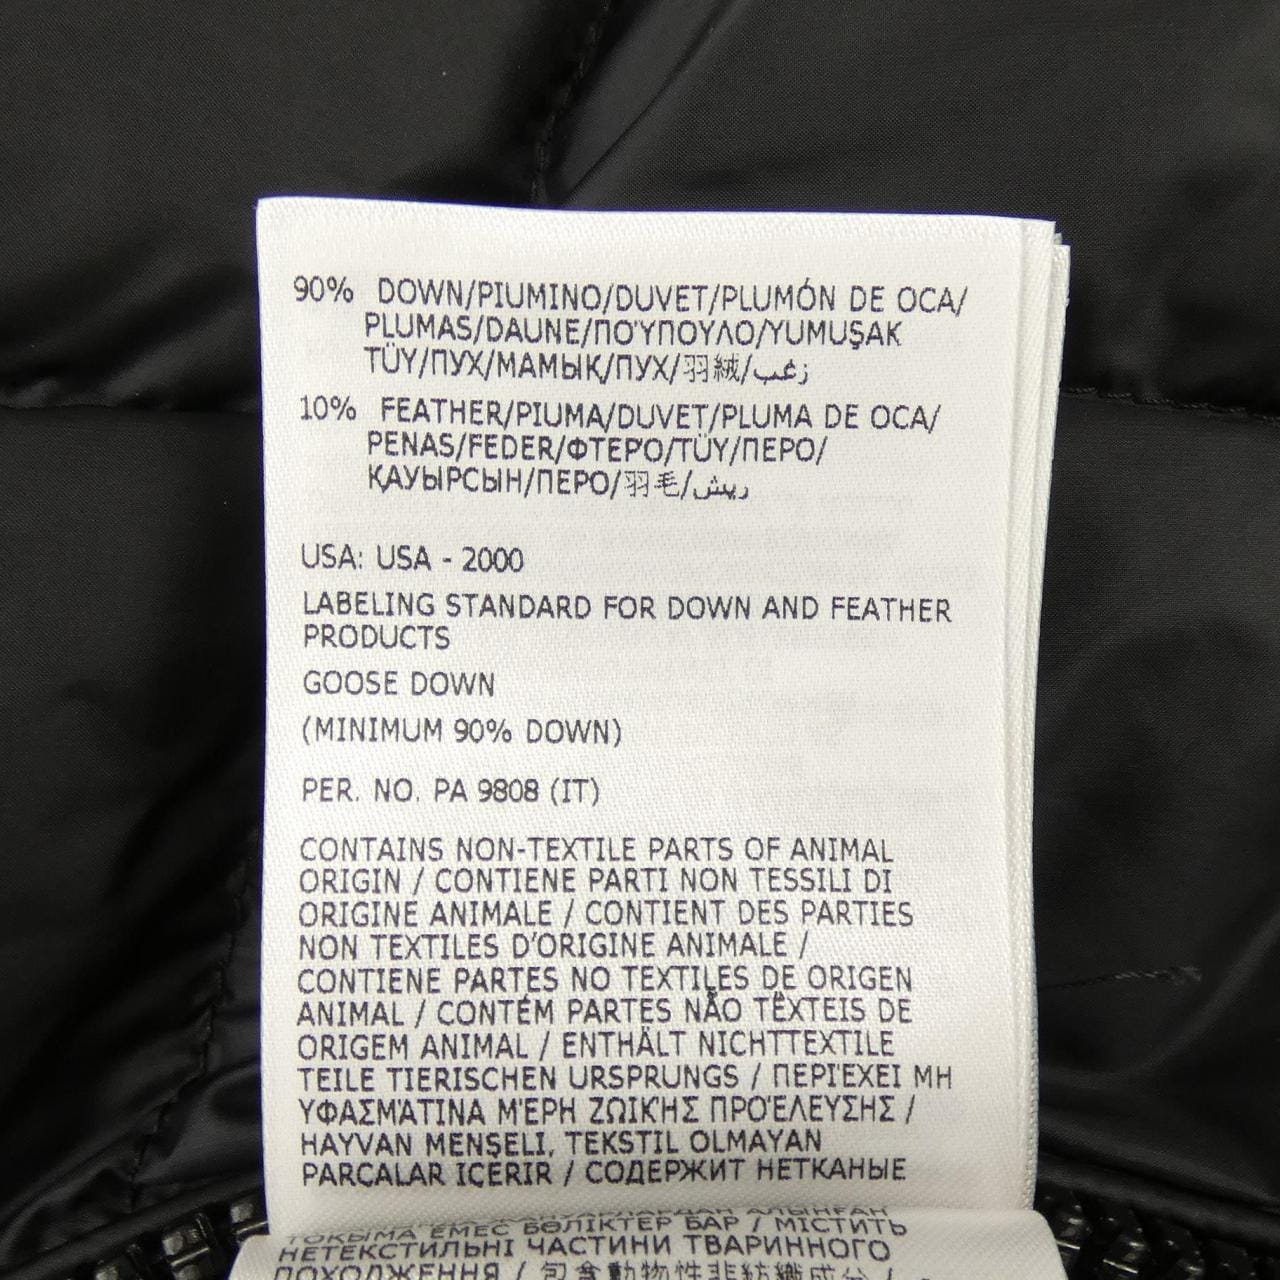 90% DOWN/PIUMINO/DUVET/PLUMÓN DE OCA/
PLUMAS/DAUNE/ΠΟΎΠΟΥΛΟ/YUMUŞAK
TÜY/ПУХ/МАМЫҚ/ПУХ/羽絨/زغب
10% FEATHER/PIUMA/DUVET/PLUMA DE OCA/
PENAS/FEDER/ΦΤΕΡΌ/TÜY/ПЕРО/
ҚАУЫРСЫН/ПЕРО/羽毛/ريش
USA: USA - 2000
LABELING STANDARD FOR DOWN AND FEATHER
PRODUCTS
GOOSE DOWN
(MINIMUM 90% DOWN)
PER. NO. PA 9808 (IT)
CONTAINS NON-TEXTILE PARTS OF ANIMAL
ORIGIN / CONTIENE PARTI NON TESSILI DI
ORIGINE ANIMALE / CONTIENT DES PARTIES
NON TEXTILES D'ORIGINE ANIMALE /
CONTIENE PARTES NO TEXTILES DE ORIGEN
ANIMAL / CONTÉM PARTES NÃO TÊXTEIS DE
ORIGEM ANIMAL / ENTHÄLT NICHTTEXTILE
TEILE TIERISCHEN URSPRUNGS / ΠΕΡΙΈΧΕΙ ΜΗ
ΥΦΑΣΜΆΤΙΝΑ ΜΈΡΗ ΖΩΙΚΉΣ ΠΡΟΈΛΕΥΣΗΣ /
HAYVAN MENŞELI, TEKSTIL OLMAYAN
PARÇALAR IÇERIR / СОДЕРЖИТ НЕТКАНЫЕ
ТОҚЫМА ЕМЕС БӨЛІКТЕР БАР / МІСТИТЬ
НЕТЕКСТИЛЬНІ ЧАСТИНИ ТВАРИННОГО
ПОХОДЖЕННЯ / 包含動物性非紡織成分 /